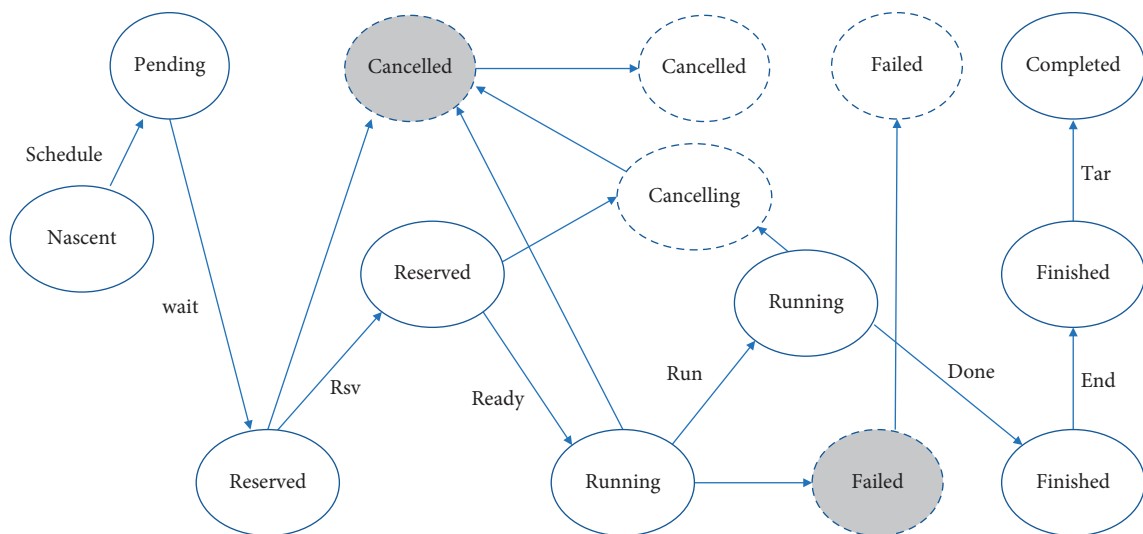 Pending
Cancelled
Cancelled
Failed
Completed
Schedule
Tar
Cancelling
Nascent
Reserved
Finished
Running
wait
Rsv
Ready
Run
Done
End
Reserved
Running
Failed
Finished